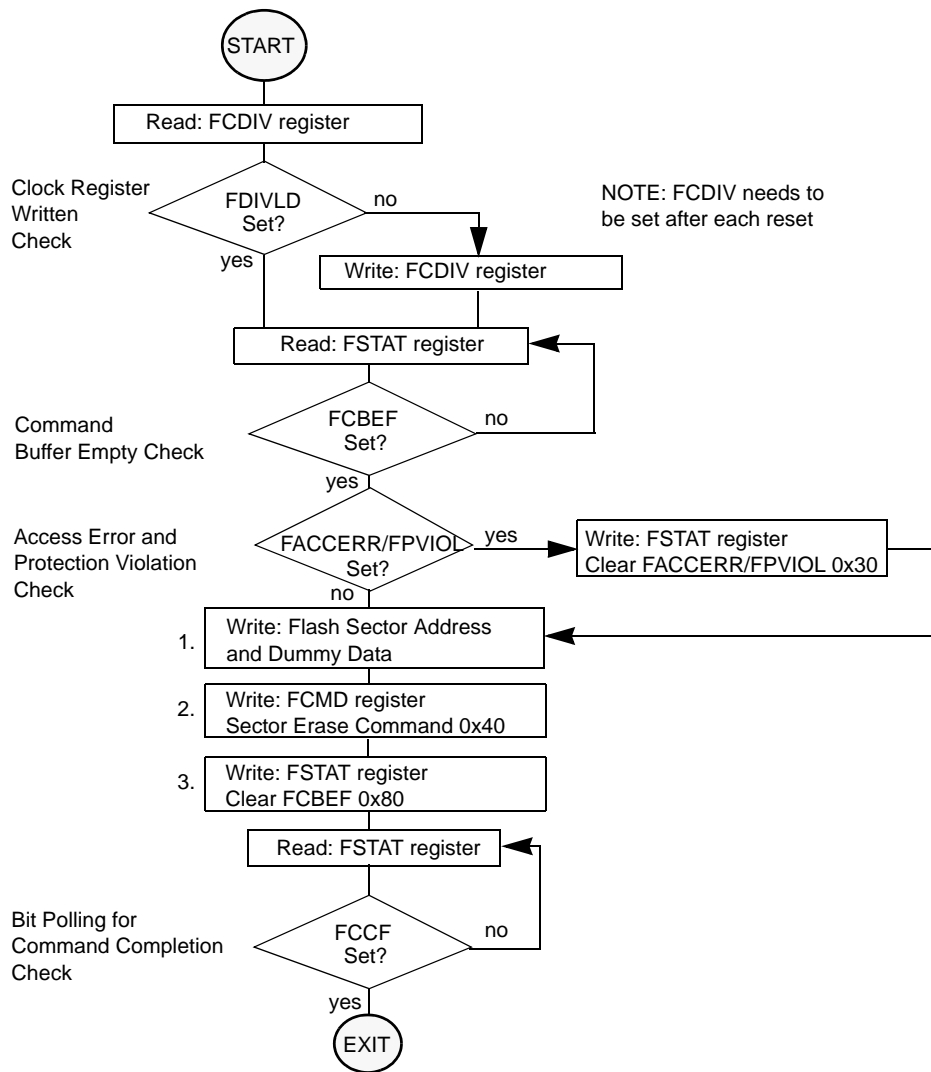 START
Read: FCDIV register
Clock Register
Written
Check
FDIVLD
Set?
no
yes
NOTE: FCDIV needs to
be set after each reset
Write: FCDIV register
Read: FSTAT register
Command
Buffer Empty Check
FCBEF
Set?
no
yes
Access Error and
Protection Violation
Check
FACCERR/FPVIOL
Set?
yes
no
Write: FSTAT register
Clear FACCERR/FPVIOL 0x30
1.
Write: Flash Sector Address
and Dummy Data
2.
Write: FCMD register
Sector Erase Command 0x40
3.
Write: FSTAT register
Clear FCBEF 0x80
Read: FSTAT register
Bit Polling for
Command Completion
Check
FCCF
Set?
no
yes
EXIT